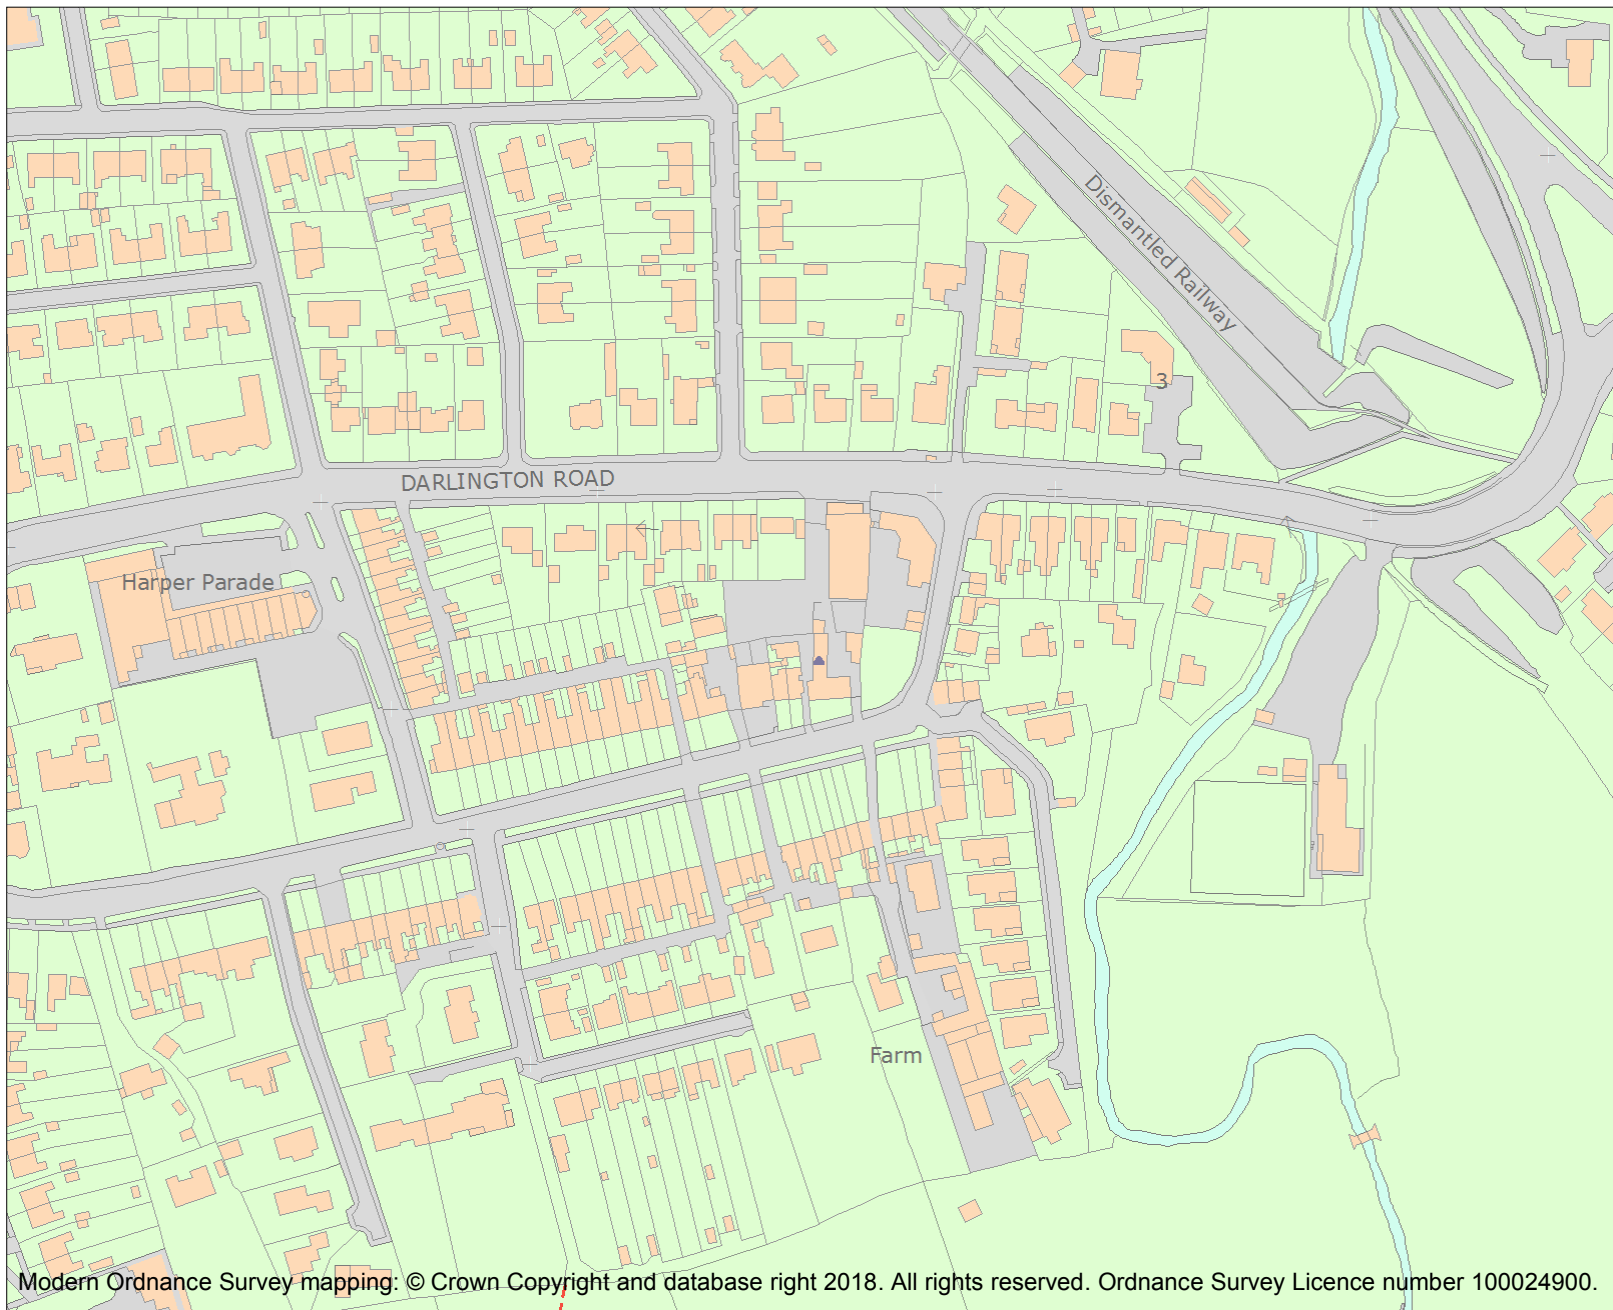 Dismantled Railway
3
DARLINGTON ROAD
Harper Parade
Farm
Modern Ordnance Survey mapping: © Crown Copyright and database right 2018. All rights reserved. Ordnance Survey Licence number 100024900.